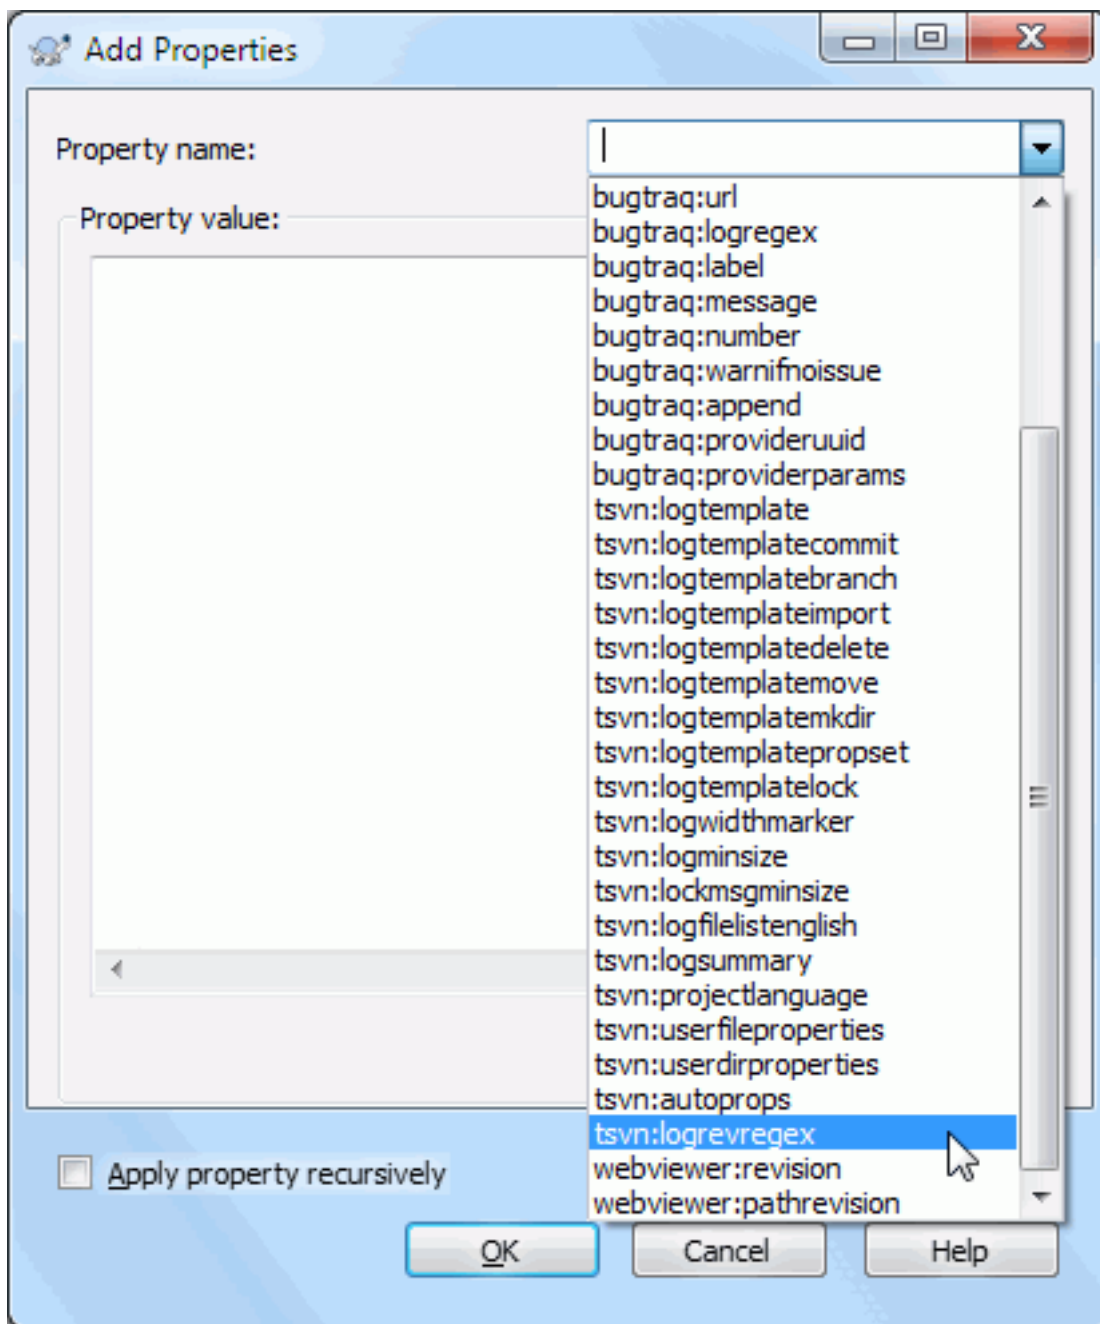 Add Properties
Property name:
Property value:
bugtraq:url
bugtraq:logregex
bugtraq:label
bugtraq:message
bugtraq:number
bugtraq:warnifnoissue
bugtraq:append
bugtraq:provideruuid
bugtraq:providerparams
tsvn:logtemplate
tsvn:logtemplatecommit
tsvn:logtemplatebranch
tsvn:logtemplateimport
tsvn:logtemplatedelete
tsvn:logtemplatemove
tsvn:logtemplatemkdir
tsvn:logtemplatepropset
tsvn:logtemplatelock
tsvn:logwidthmarker
tsvn:logminsize
tsvn:lockmsgminsize
tsvn:logfilelistenglish
tsvn:logsummary
tsvn:projectlanguage
tsvn:userfileproperties
tsvn:userdirproperties
tsvn:autoprops
tsvn:logrevregex
webviewer:revision
webviewer:pathrevision
Apply property recursively
OK Cancel Help